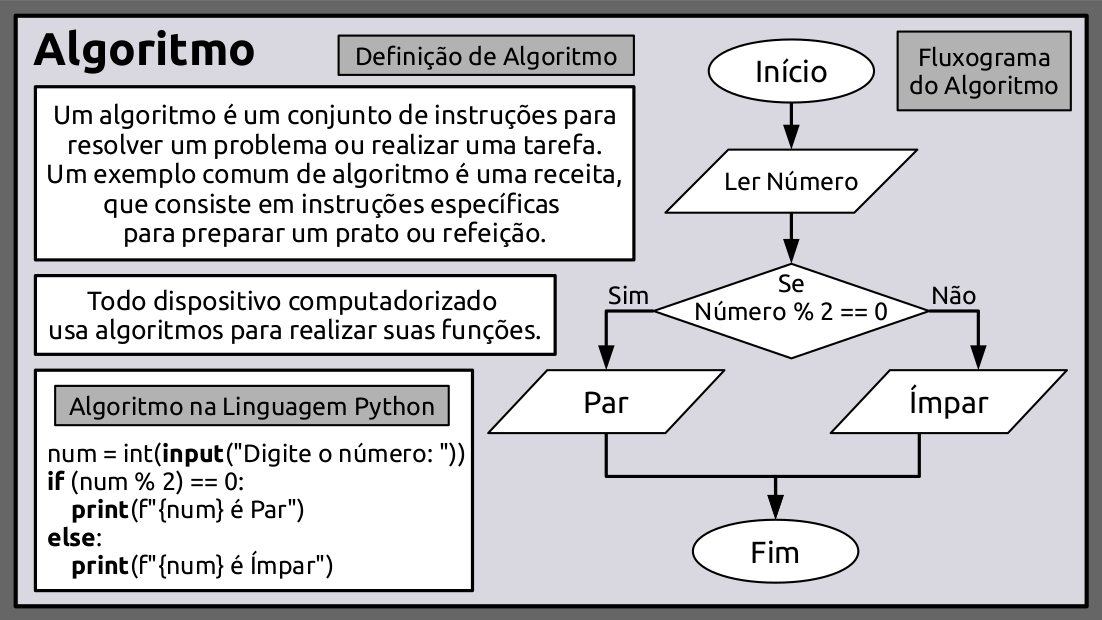 Algoritmo
Definição de Algoritmo
Um algoritmo é um conjunto de instruções para
resolver um problema ou realizar uma tarefa.
Um exemplo comum de algoritmo é uma receita,
que consiste em instruções específicas
para preparar um prato ou refeição.
Todo dispositivo computadorizado
usa algoritmos para realizar suas funções.
Algoritmo na Linguagem Python
num = int(input("Digite o número: "))
if (num % 2) == 0:
    print(f"{num} é Par")
else:
    print(f"{num} é Ímpar")
Fluxograma
do Algoritmo
Início
Ler Número
Se
Número % 2 == 0
Sim
Não
Par
Ímpar
Fim